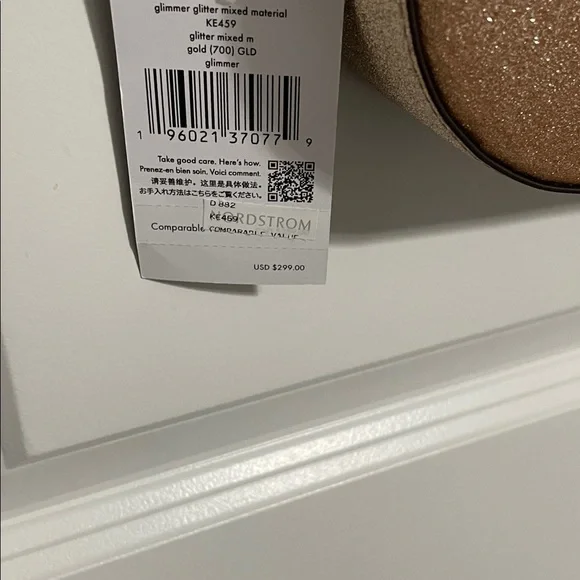 glimmer glitter mixed material
KE459
glitter mixed m
gold (700) GLD
glimmer
1 96021 37077 9
Take good care. Here's how.
Prenez-en bien soin. Voici comment.
请妥善维护。这里是具体做法。
お手入れ方法はこちらをご覧ください。
D 882
KE459
NORDSTROM
Comparable COMPARABLE VALUE
USD $299.00